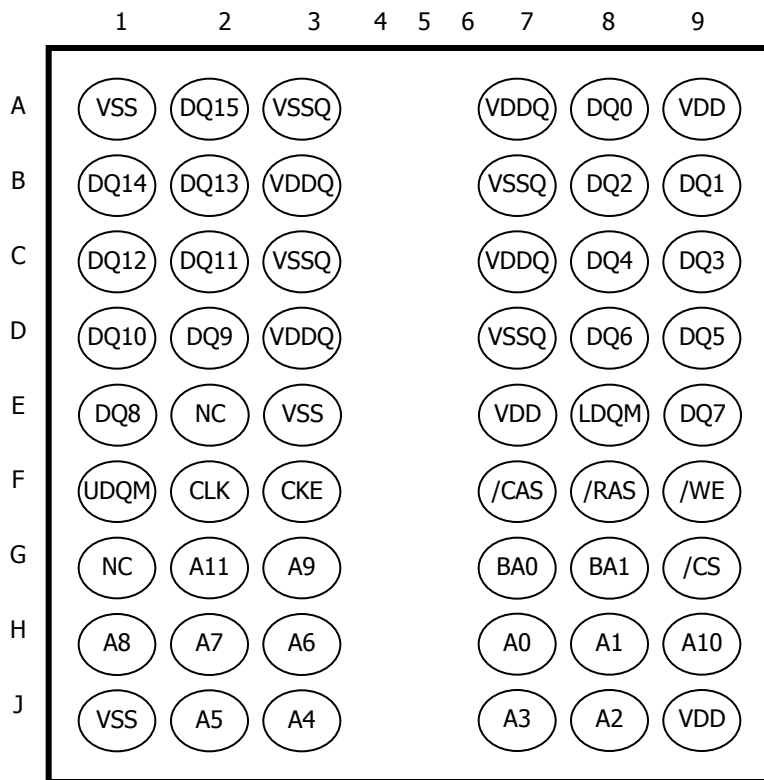 1 2 3 4 5 6 7 8 9
A VSS DQ15 VSSQ VDDQ DQ0 VDD
B DQ14 DQ13 VDDQ VSSQ DQ2 DQ1
C DQ12 DQ11 VSSQ VDDQ DQ4 DQ3
D DQ10 DQ9 VDDQ VSSQ DQ6 DQ5
E DQ8 NC VSS VDD LDQM DQ7
F UDQM CLK CKE /CAS /RAS /WE
G NC A11 A9 BA0 BA1 /CS
H A8 A7 A6 A0 A1 A10
J VSS A5 A4 A3 A2 VDD